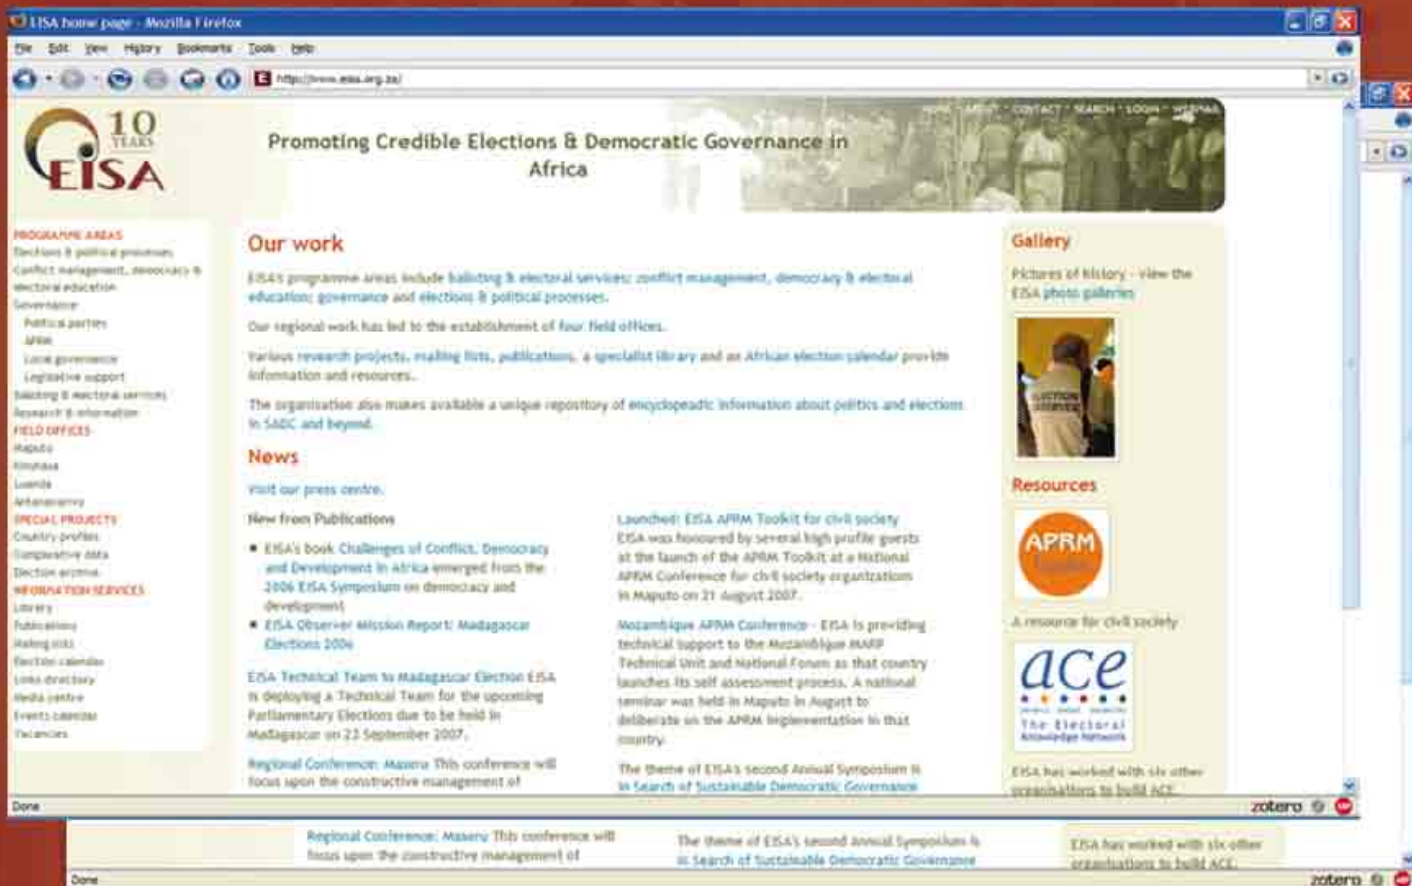 EISA home page - Mozilla Firefox
File Edit View History Bookmarks Tools Help
http://www.eisa.org.za/
10
YEARS
EISA
Promoting Credible Elections & Democratic Governance in
Africa
HOME * ABOUT * CONTACT * SEARCH * LOGIN * WEBMAIL
PROGRAMME AREAS
Elections & political processes
Conflict management, democracy &
electoral education
Governance
Political parties
APRM
Local governance
Legislative support
Balloting & electoral services
Research & information
FIELD OFFICES
Maputo
Kinshasa
Luanda
Antananarivo
SPECIAL PROJECTS
Country profiles
Comparative data
Election archive
INFORMATION SERVICES
Library
Publications
Mailing lists
Election calendar
Links directory
Media centre
Events calendar
Vacancies
Our work
EISA's programme areas include balloting & electoral services; conflict management, democracy & electoral
education; governance and elections & political processes.
Our regional work has led to the establishment of four field offices.
Various research projects, mailing lists, publications, a specialist library and an African election calendar provide
information and resources.
The organisation also makes available a unique repository of encyclopeadic information about politics and elections
in SADC and beyond.
News
Visit our press centre.
New from Publications
EISA's book Challenges of Conflict, Democracy
and Development in Africa emerged from the
2006 EISA Symposium on democracy and
development
EISA Observer Mission Report: Madagascar
Elections 2006
EISA Technical Team to Madagascar Election EISA
is deploying a Technical Team for the upcoming
Parliamentary Elections due to be held in
Madagascar on 23 September 2007.
Regional Conference: Maseru This conference will
focus upon the constructive management of
Launched: EISA APRM Toolkit for civil society
EISA was honoured by several high profile guests
at the launch of the APRM Toolkit at a National
APRM Conference for civil society organizations
in Maputo on 21 August 2007.
Mozambique APRM Conference - EISA is providing
technical support to the Mozambique MARP
Technical Unit and National Forum as that country
launches its self assessment process. A national
seminar was held in Maputo in August to
deliberate on the APRM implementation in that
country.
The theme of EISA's second Annual Symposium is
In Search of Sustainable Democratic Governance
Gallery
Pictures of history - view the
EISA photo galleries
Resources
APRM
Toolkit
A resource for civil society
ace
The Electoral
Knowledge Network
EISA has worked with six other
organisations to build ACE.
Done
zotero
Regional Conference: Maseru This conference will
focus upon the constructive management of
The theme of EISA's second Annual Symposium is
in Search of Sustainable Democratic Governance
EISA has worked with six other
organisations to build ACE.
Done
zotero